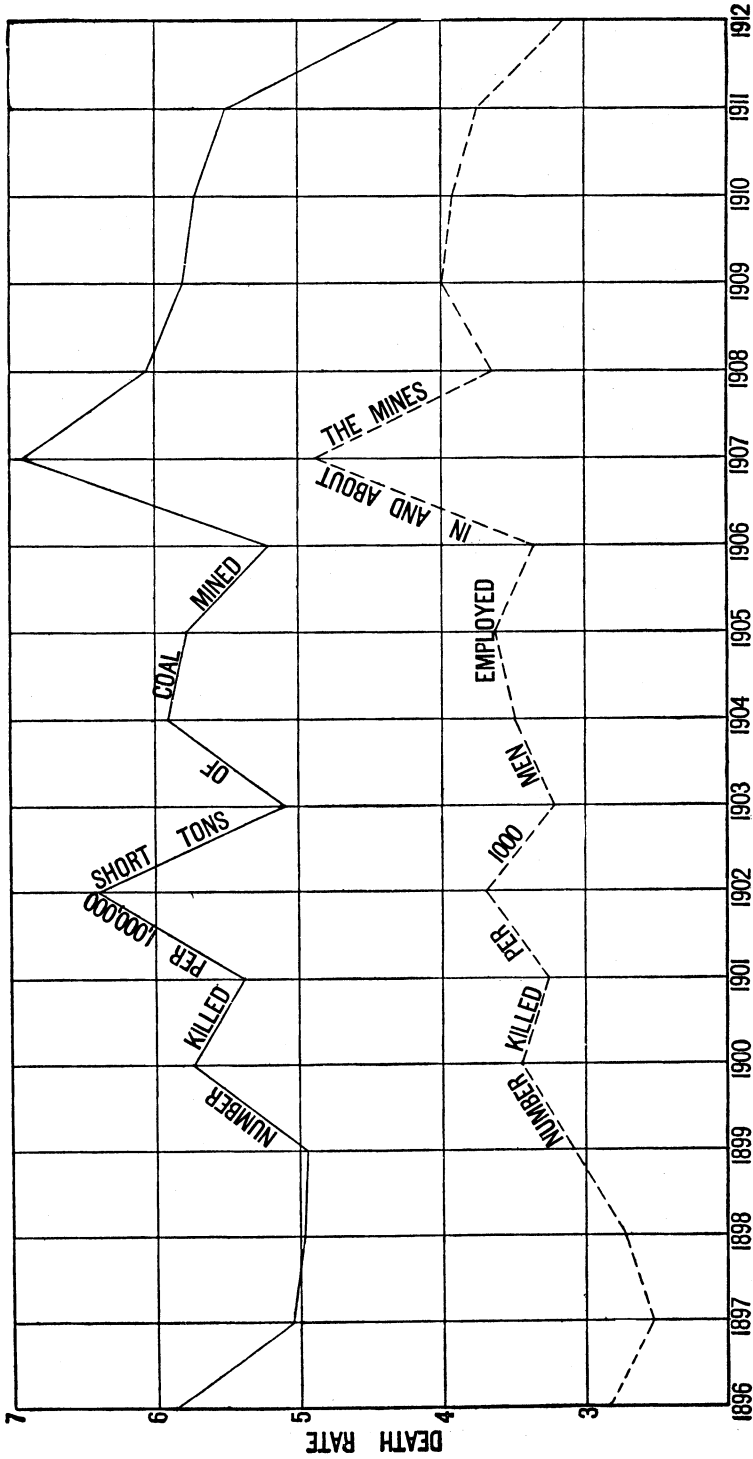 7
6
5
4
3
DEATH RATE
NUMBER KILLED PER 1,000,000 SHORT TONS OF COAL MINED
NUMBER KILLED PER 1000 MEN EMPLOYED IN AND ABOUT THE MINES
1896 1897 1898 1899 1900 1901 1902 1903 1904 1905 1906 1907 1908 1909 1910 1911 1912